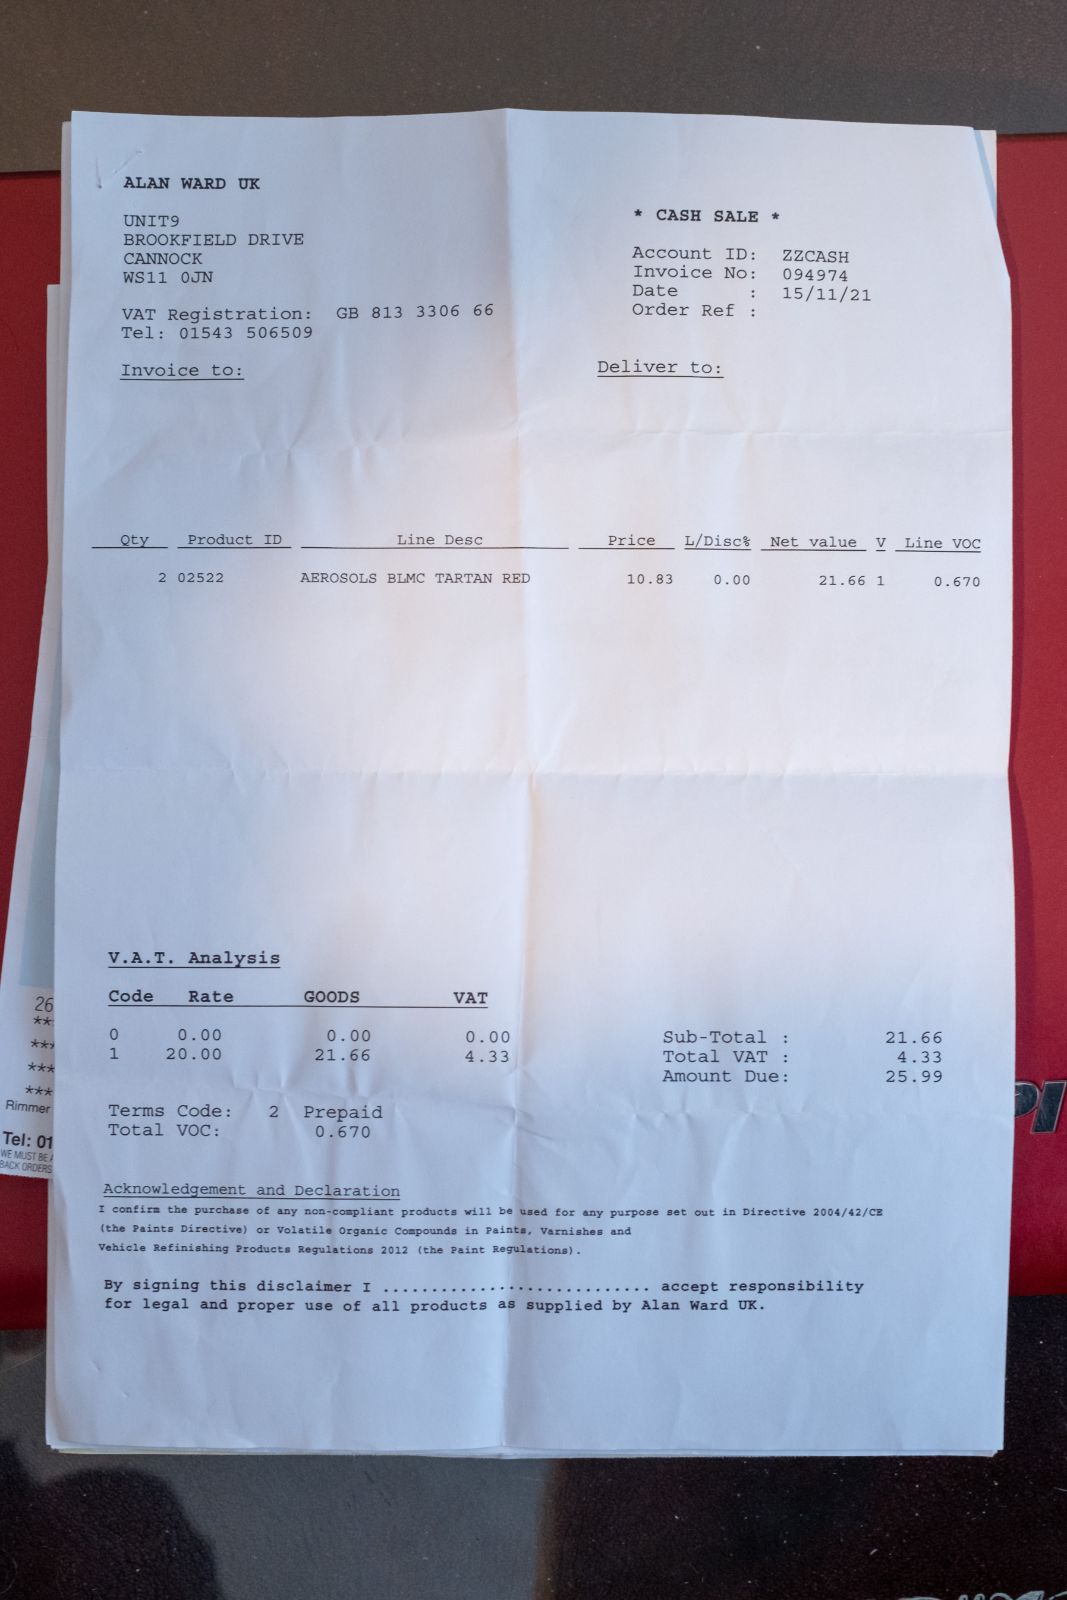 ALAN WARD UK
UNIT9
BROOKFIELD DRIVE
CANNOCK
WS11 0JN
VAT Registration: GB 813 3306 66
Tel: 01543 506509
* CASH SALE *
Account ID: ZZCASH
Invoice No: 094974
Date : 15/11/21
Order Ref :
Invoice to:
Deliver to:
Qty Product ID Line Desc Price L/Disc% Net value V Line VOC
2 02522 AEROSOLS BLMC TARTAN RED 10.83 0.00 21.66 1 0.670
V.A.T. Analysis
Code Rate GOODS VAT
0 0.00 0.00 0.00
1 20.00 21.66 4.33
Sub-Total : 21.66
Total VAT : 4.33
Amount Due: 25.99
Terms Code: 2 Prepaid
Total VOC: 0.670
Acknowledgement and Declaration
I confirm the purchase of any non-compliant products will be used for any purpose set out in Directive 2004/42/CE
(the Paints Directive) or Volatile Organic Compounds in Paints, Varnishes and
Vehicle Refinishing Products Regulations 2012 (the Paint Regulations).
By signing this disclaimer I ............................ accept responsibility
for legal and proper use of all products as supplied by Alan Ward UK.
26
**
***
***
***
Rimmer
Tel: 01
WE MUST BE
BACK ORDERS
PI